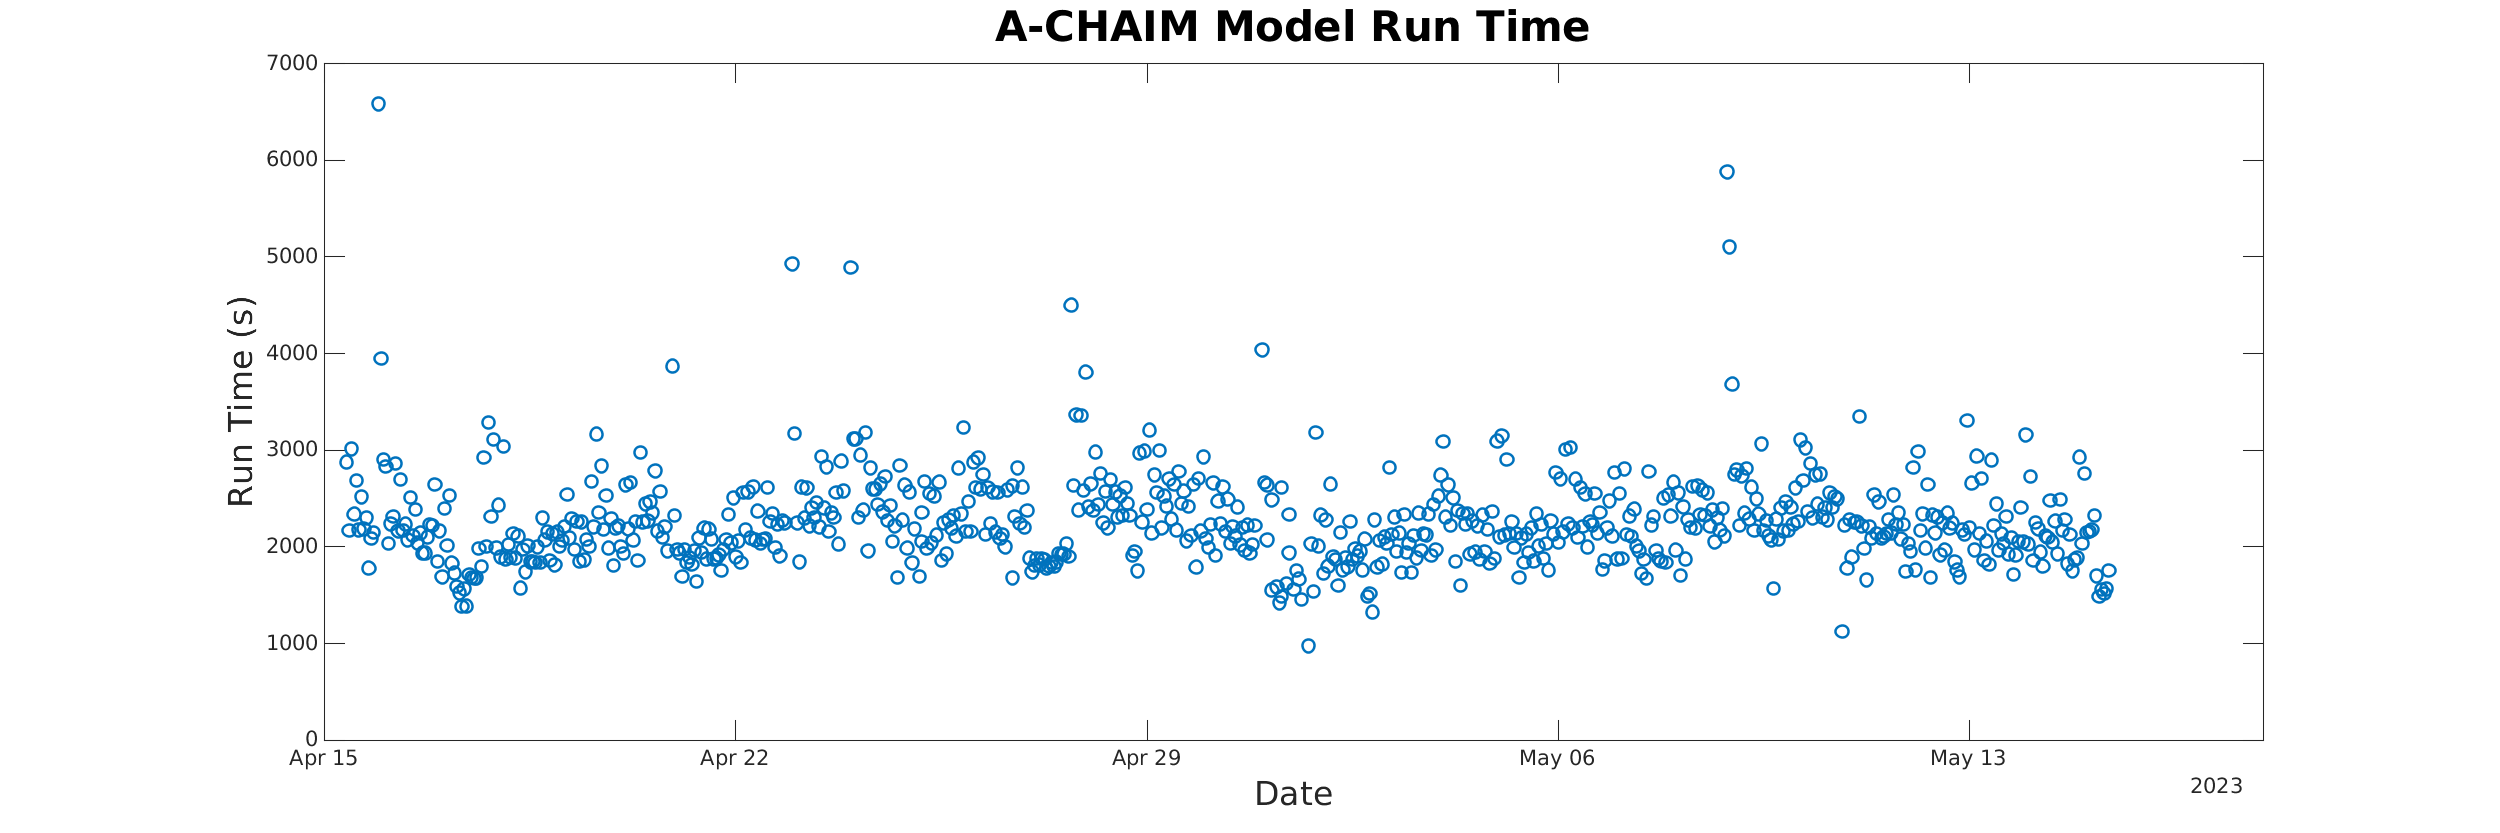 A-CHAIM Model Run Time
7000
6000
5000
4000
3000
2000
1000
0
Run Time (s)
Apr 15
Apr 22
Apr 29
May 06
May 13
2023
Date